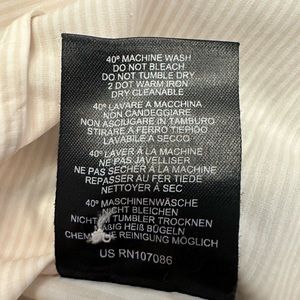 40° MACHINE WASH
DO NOT BLEACH
DO NOT TUMBLE DRY
2 DOT WARM IRON
DRY CLEANABLE
40° LAVARE A MACCHINA
NON CANDEGGIARE
NON ASCIUGARE IN TAMBURO
STIRARE A FERRO TIEPIDO
LAVABILE A SECCO
40° LAVER À LA MACHINE
NE PAS JAVELLISER
NE PAS SÉCHER À LA MACHINE
REPASSER AU FER TIEDE
NETTOYER À SEC
40° MASCHINENWÄSCHE
NICHT BLEICHEN
NICHT IM TUMBLER TROCKNEN
HEIß BÜGELN
REINIGUNG MÖGLICH
US RN107086